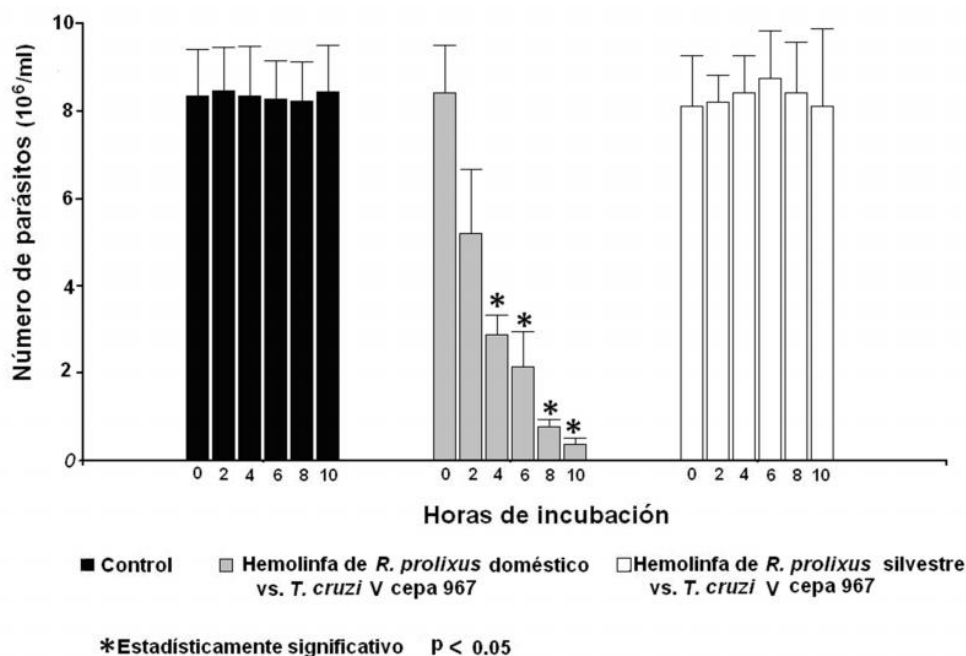 Número de parásitos (10⁶/ml)
10
8
6
4
2
0
* * * *
0 2 4 6 8 10 0 2 4 6 8 10 0 2 4 6 8 10
Horas de incubación
Control
Hemolinfa de R. prolixus doméstico
vs. T. cruzi V cepa 967
Hemolinfa de R. prolixus silvestre
vs. T. cruzi V cepa 967
*Estadísticamente significativo p < 0.05